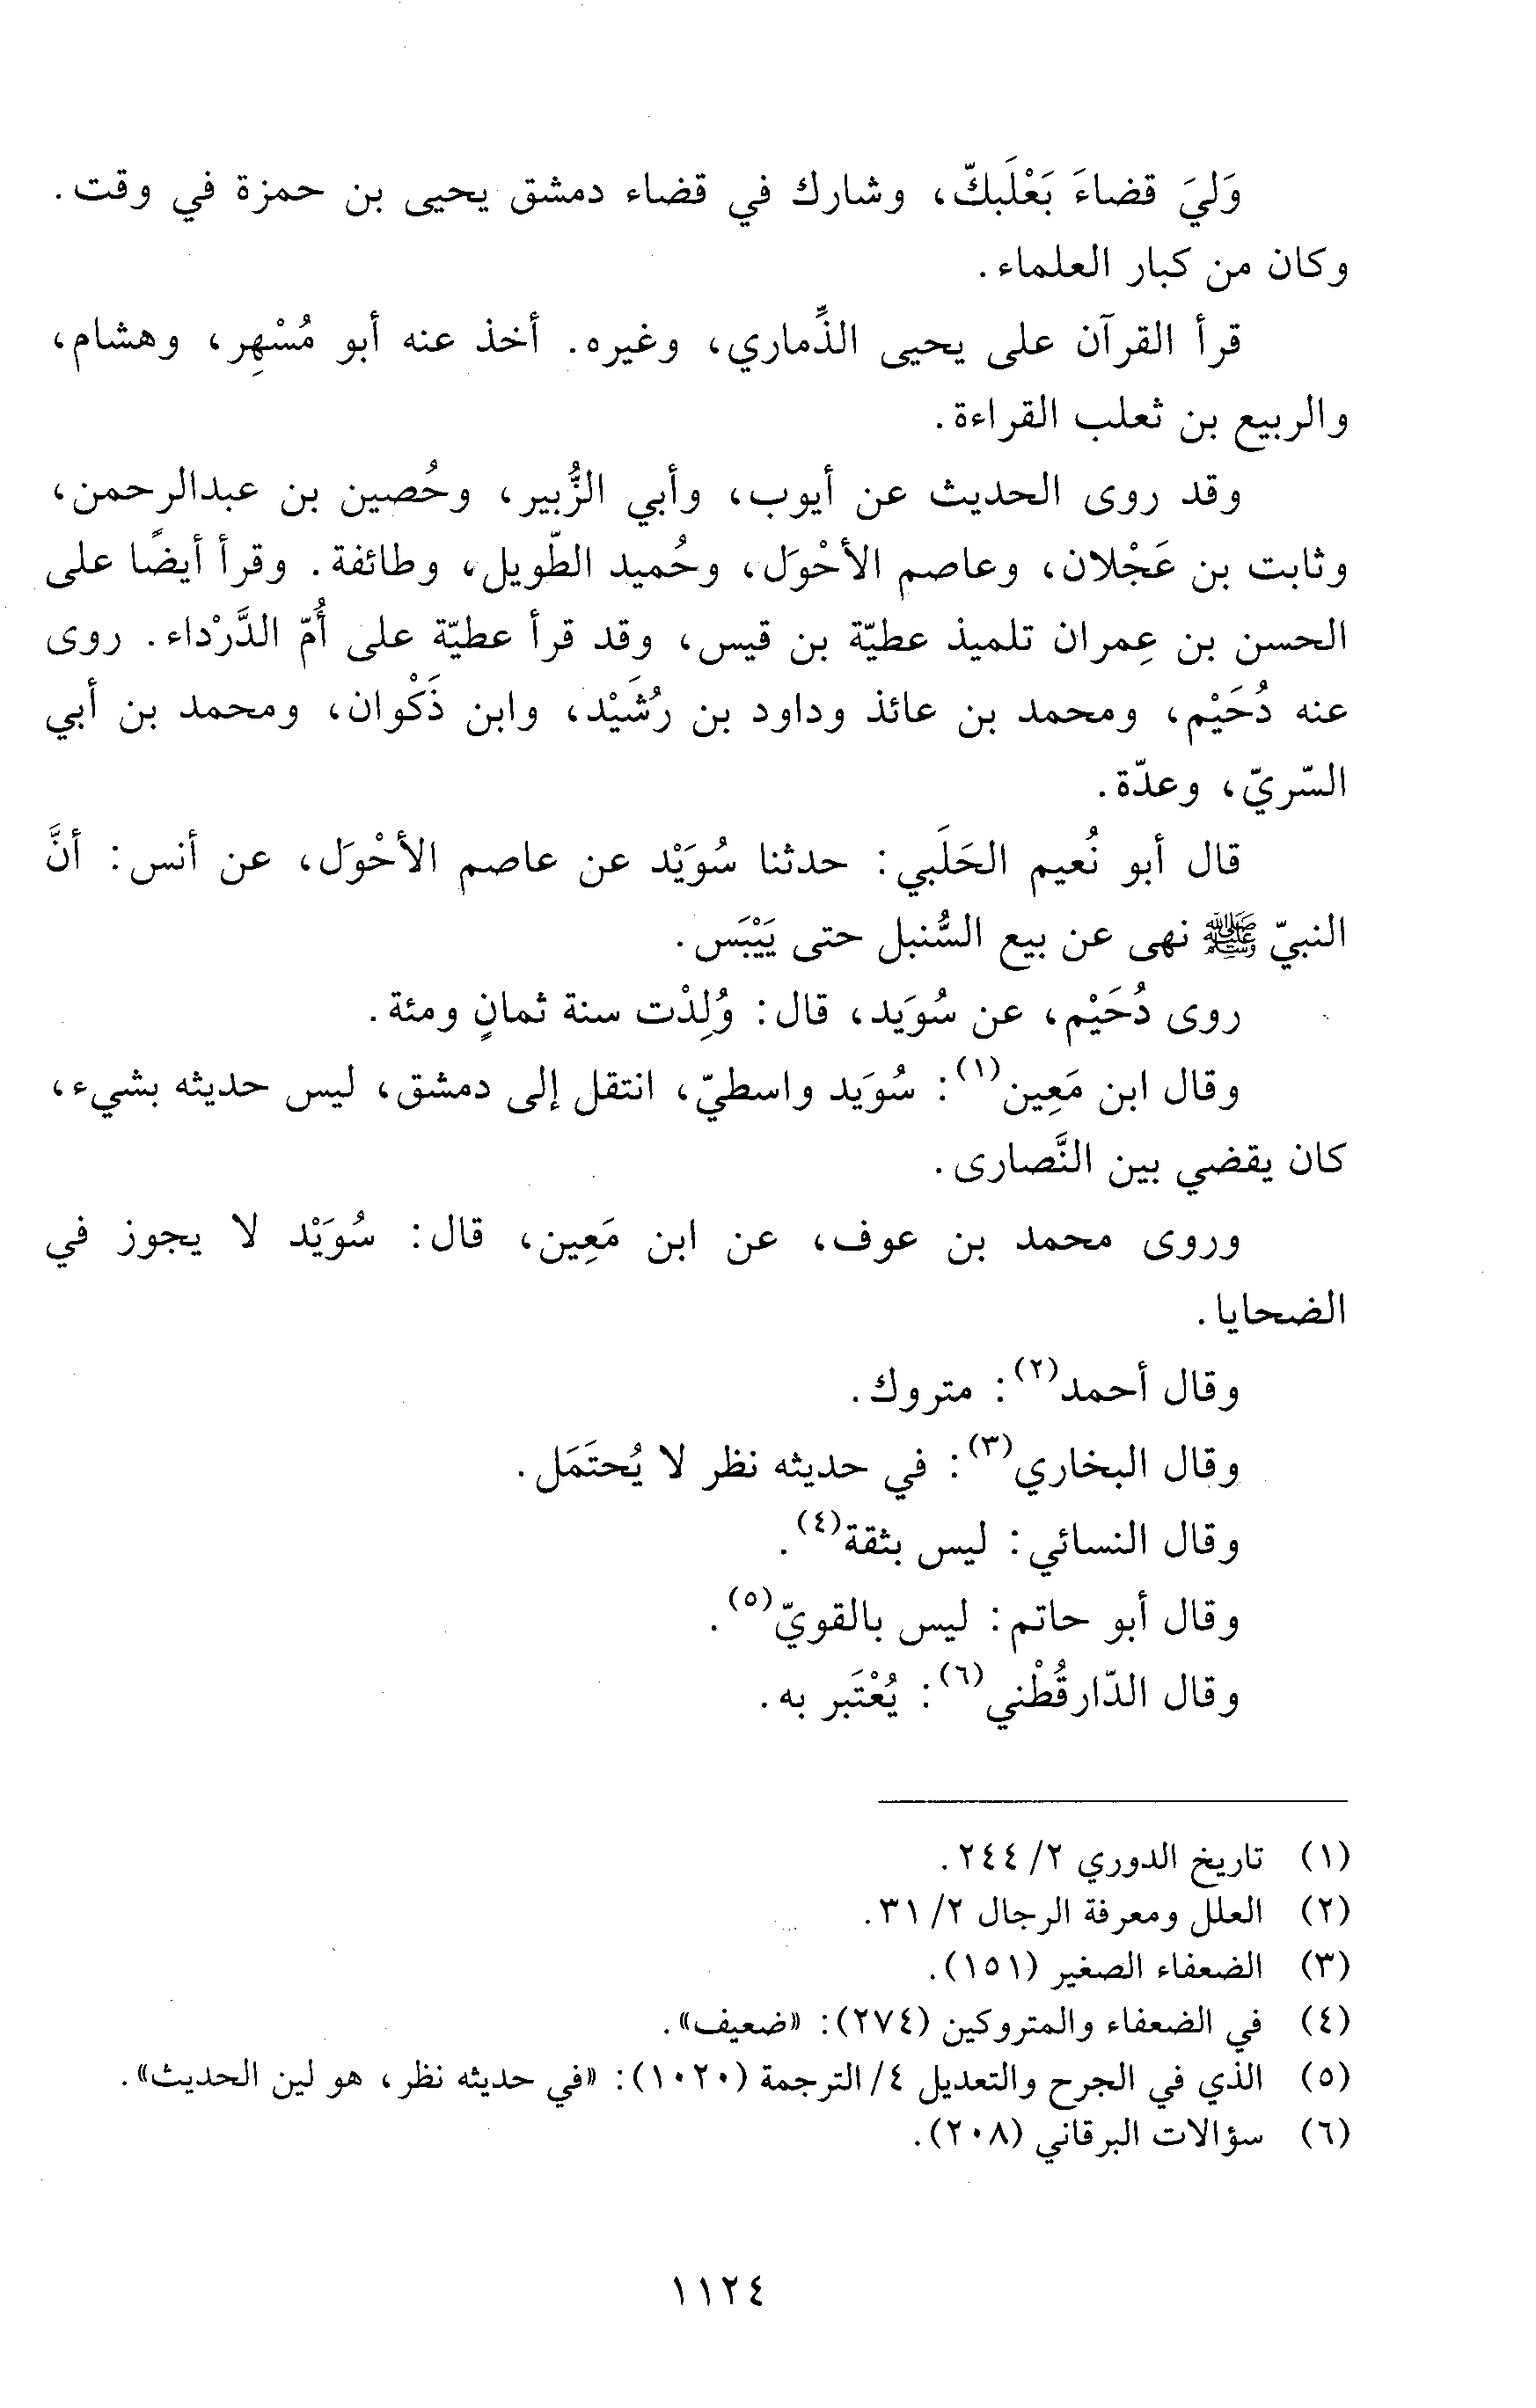 وَليَ قضاءَ بَعْلَبكّ، وشارك في قضاء دمشق يحيى بن حمزة في وقت.
وكان من كبار العلماء.
قرأ القرآن على يحيى الذِّماري، وغيره. أخذ عنه أبو مُسْهِر، وهشام،
والربيع بن ثعلب القراءة.
وقد روى الحديث عن أيوب، وأبي الزُّبير، وحُصين بن عبدالرحمن،
وثابت بن عَجْلان، وعاصم الأحْوَل، وحُميد الطّويل، وطائفة. وقرأ أيضًا على
الحسن بن عِمران تلميذ عطيّة بن قيس، وقد قرأ عطيّة على أُمّ الدَّرْداء. روى
عنه دُحَيْم، ومحمد بن عائذ وداود بن رُشَيْد، وابن ذَكْوان، ومحمد بن أبي
السّريّ، وعدّة.
قال أبو نُعيم الحَلَبي: حدثنا سُوَيْد عن عاصم الأحْوَل، عن أنس: أنَّ
النبيّ ﷺ نهى عن بيع السُّنبل حتى يَيْبَس.
روى دُحَيْم، عن سُوَيد، قال: وُلِدْت سنة ثمانٍ ومئة.
وقال ابن مَعِين(١): سُوَيد واسطيّ، انتقل إلى دمشق، ليس حديثه بشيء،
كان يقضي بين النَّصارى.
وروى محمد بن عوف، عن ابن مَعِين، قال: سُوَيْد لا يجوز في
الضحايا.
وقال أحمد(٢): متروك.
وقال البخاري(٣): في حديثه نظر لا يُحتَمَل.
وقال النسائي: ليس بثقة(٤).
وقال أبو حاتم: ليس بالقويّ(٥).
وقال الدّارقُطْني(٦): يُعْتَبر به.
(١) تاريخ الدوري ٢/ ٢٤٤.
(٢) العلل ومعرفة الرجال ٢/ ٣١.
(٣) الضعفاء الصغير (١٥١).
(٤) في الضعفاء والمتروكين (٢٧٤): «ضعيف».
(٥) الذي في الجرح والتعديل ٤/ الترجمة (١٠٢٠): «في حديثه نظر، هو لين الحديث».
(٦) سؤالات البرقاني (٢٠٨).
١١٢٤